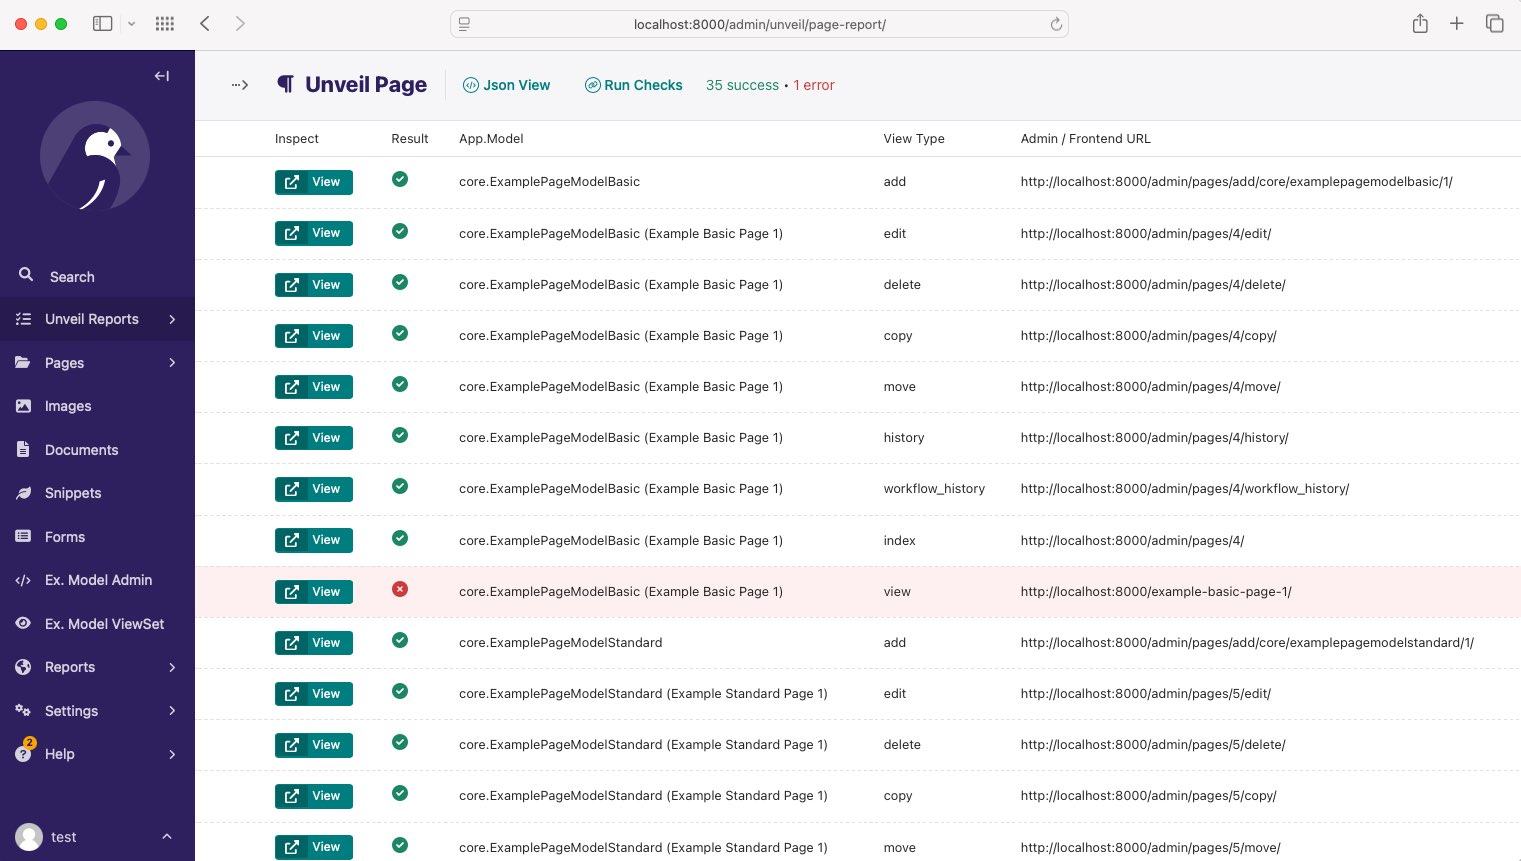 localhost:8000/admin/unveil/page-report/
¶ Unveil Page Json View Run Checks 35 success • 1 error
Search
Unveil Reports
Pages
Images
Documents
Snippets
Forms
Ex. Model Admin
Ex. Model ViewSet
Reports
Settings
2
Help
test
Inspect Result App.Model View Type Admin / Frontend URL
View core.ExamplePageModelBasic add http://localhost:8000/admin/pages/add/core/examplepagemodelbasic/1/
View core.ExamplePageModelBasic (Example Basic Page 1) edit http://localhost:8000/admin/pages/4/edit/
View core.ExamplePageModelBasic (Example Basic Page 1) delete http://localhost:8000/admin/pages/4/delete/
View core.ExamplePageModelBasic (Example Basic Page 1) copy http://localhost:8000/admin/pages/4/copy/
View core.ExamplePageModelBasic (Example Basic Page 1) move http://localhost:8000/admin/pages/4/move/
View core.ExamplePageModelBasic (Example Basic Page 1) history http://localhost:8000/admin/pages/4/history/
View core.ExamplePageModelBasic (Example Basic Page 1) workflow_history http://localhost:8000/admin/pages/4/workflow_history/
View core.ExamplePageModelBasic (Example Basic Page 1) index http://localhost:8000/admin/pages/4/
View core.ExamplePageModelBasic (Example Basic Page 1) view http://localhost:8000/example-basic-page-1/
View core.ExamplePageModelStandard add http://localhost:8000/admin/pages/add/core/examplepagemodelstandard/1/
View core.ExamplePageModelStandard (Example Standard Page 1) edit http://localhost:8000/admin/pages/5/edit/
View core.ExamplePageModelStandard (Example Standard Page 1) delete http://localhost:8000/admin/pages/5/delete/
View core.ExamplePageModelStandard (Example Standard Page 1) copy http://localhost:8000/admin/pages/5/copy/
View core.ExamplePageModelStandard (Example Standard Page 1) move http://localhost:8000/admin/pages/5/move/